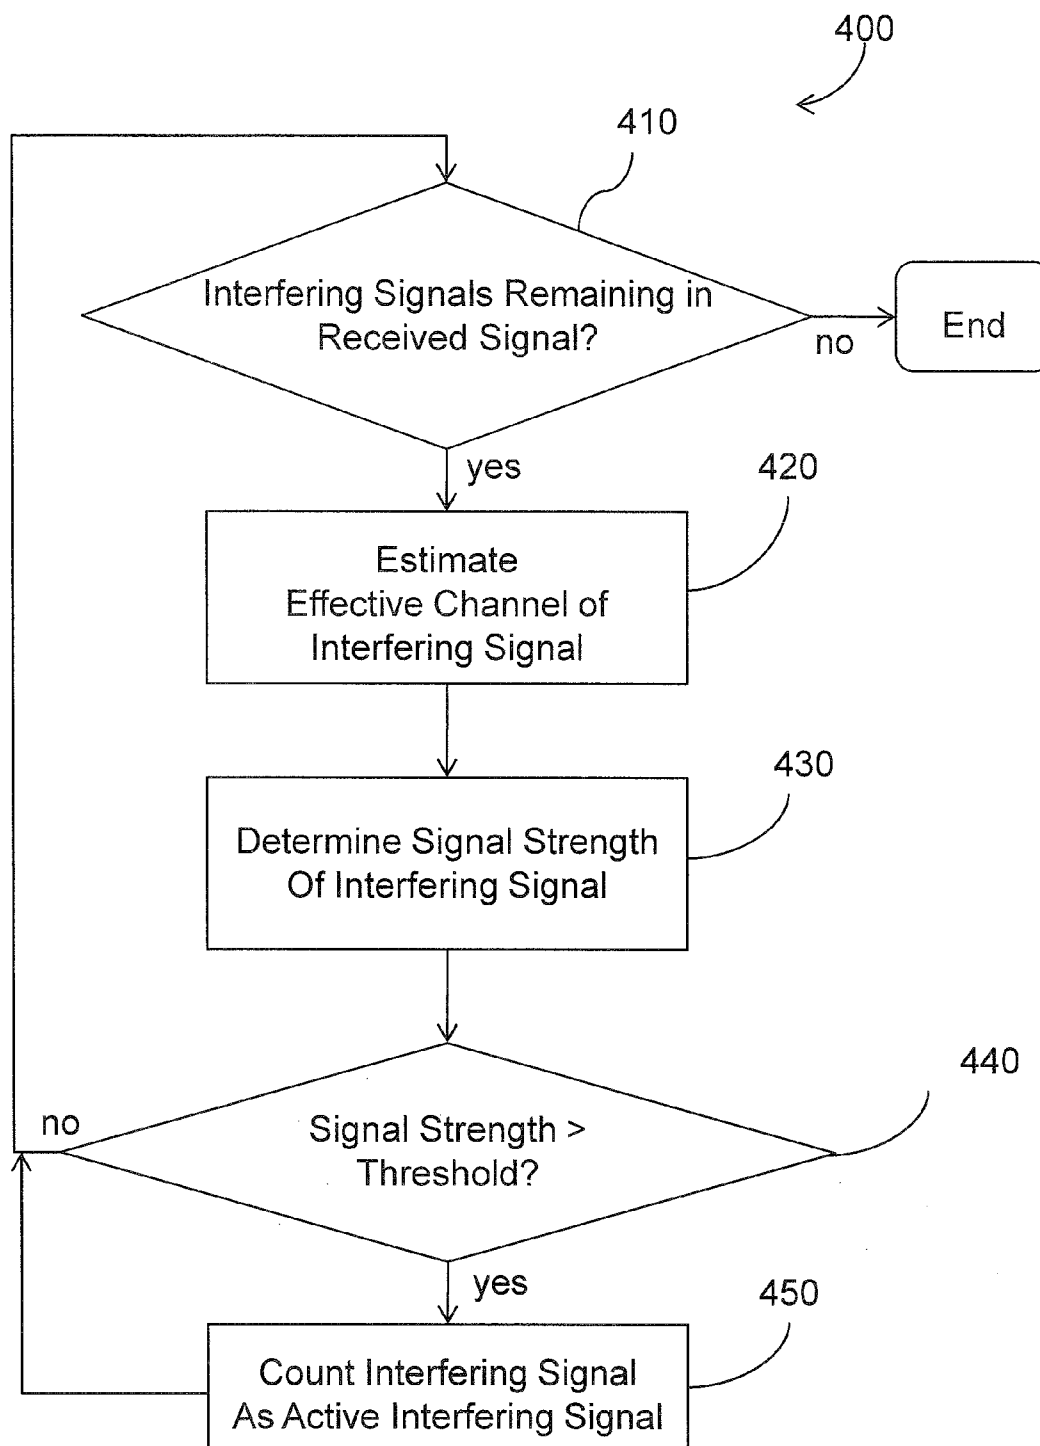 400
410
Interfering Signals Remaining in
Received Signal?
no
End
yes
420
Estimate
Effective Channel of
Interfering Signal
430
Determine Signal Strength
Of Interfering Signal
440
no
Signal Strength >
Threshold?
yes
450
Count Interfering Signal
As Active Interfering Signal